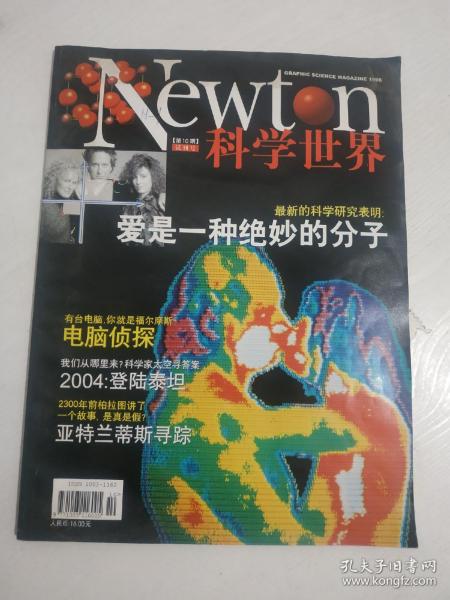 GRAPHIC SCIENCE MAGAZINE 1998
Newton
【第10期】
试刊号
科学世界
最新的科学研究表明:
爱是一种绝妙的分子
有台电脑,你就是福尔摩斯
电脑侦探
我们从哪里来?科学家太空寻答案
2004:登陆泰坦
2300年前柏拉图讲了
一个故事, 是真是假?
亚特兰蒂斯寻踪
ISSN 1003-1162
人民币:16.00元
孔夫子旧书网
www.kongfz.com